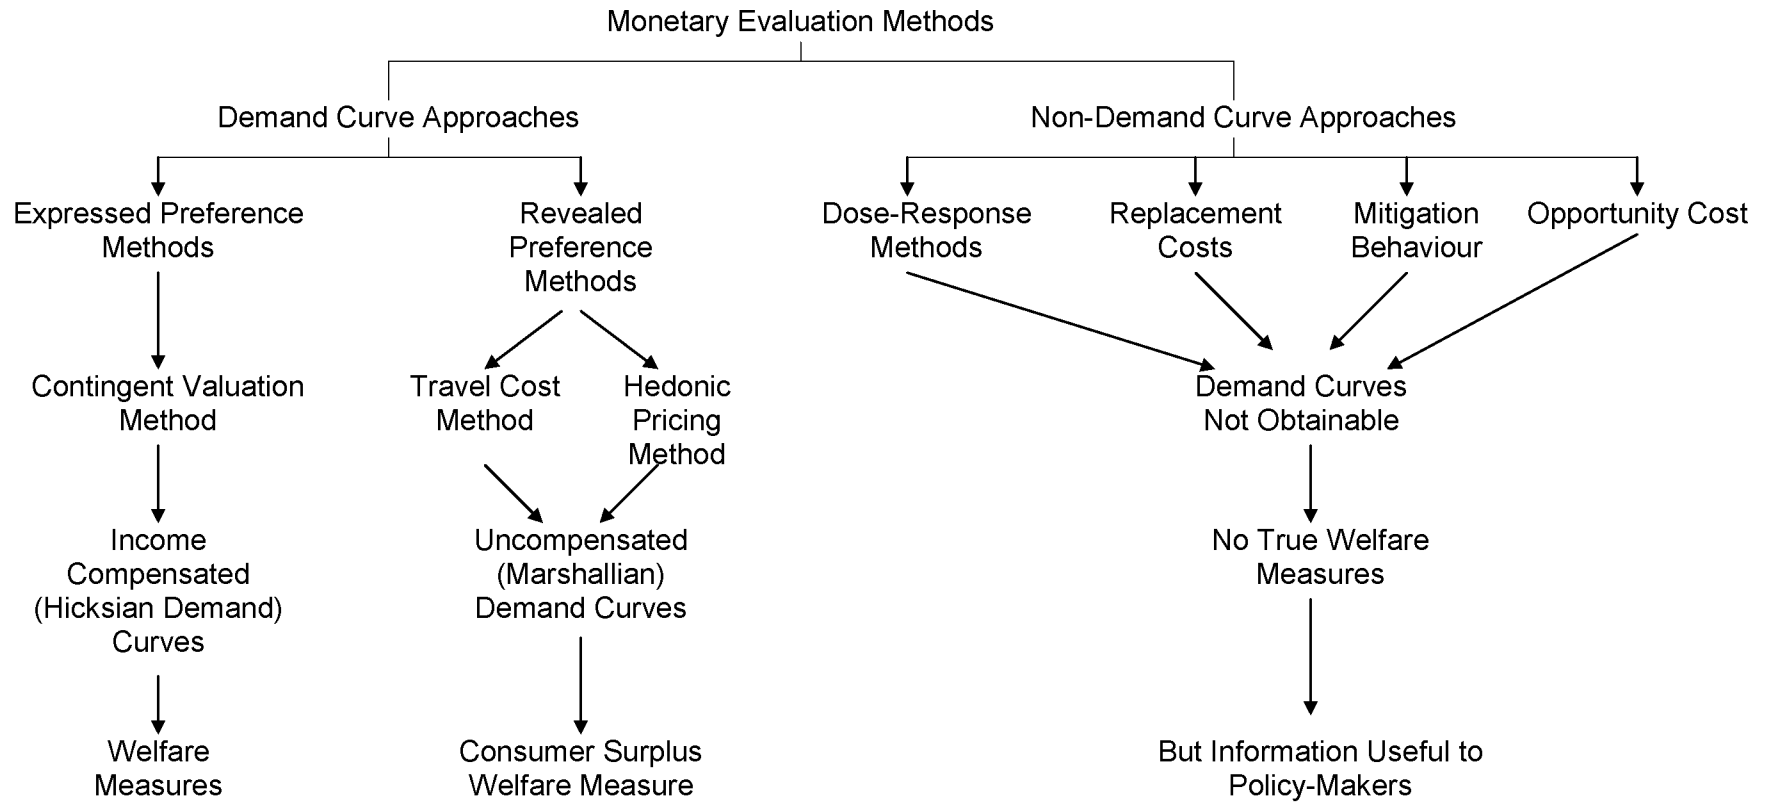 Monetary Evaluation Methods
Demand Curve Approaches
Non-Demand Curve Approaches
Expressed Preference
Methods
Revealed
Preference
Methods
Dose-Response
Methods
Replacement
Costs
Mitigation
Behaviour
Opportunity Cost
Contingent Valuation
Method
Travel Cost
Method
Hedonic
Pricing
Method
Demand Curves
Not Obtainable
Income
Compensated
(Hicksian Demand)
Curves
Uncompensated
(Marshallian)
Demand Curves
No True Welfare
Measures
Welfare
Measures
Consumer Surplus
Welfare Measure
But Information Useful to
Policy-Makers